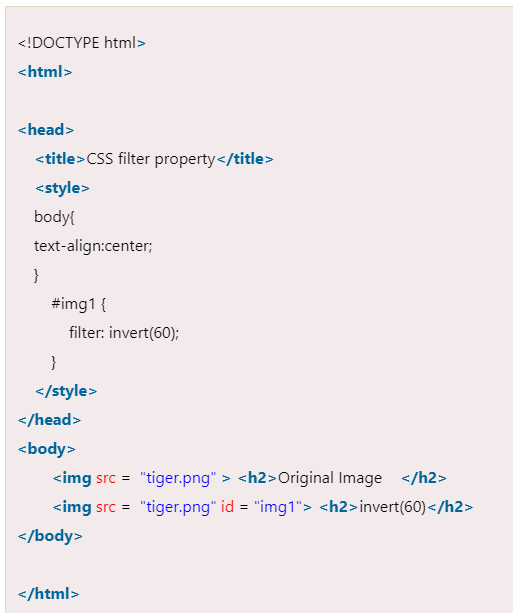 <!DOCTYPE html>
<html>
<head>
<title>CSS filter property</title>
<style>
body{
text-align:center;
}
#img1 {
filter: invert(60);
}
</style>
</head>
<body>
<img src = "tiger.png" > <h2>Original Image </h2>
<img src = "tiger.png" id = "img1"> <h2>invert(60)</h2>
</body>
</html>